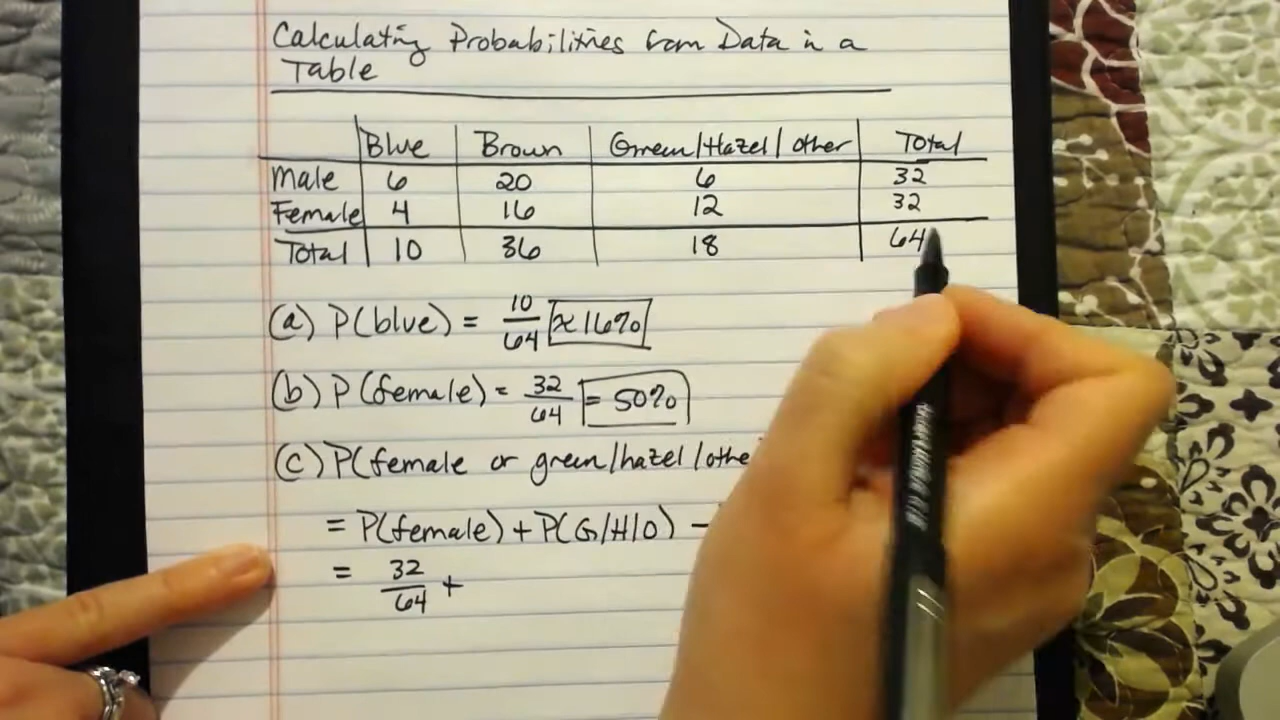 Calculating Probabilities from Data in a
Table
Blue Brown Green/Hazel/other Total
Male 6 20 6 32
Female 4 16 12 32
Total 10 36 18 64
(a) P(blue) = 10/64 ≈ 16%
(b) P(female) = 32/64 = 50%
(c) P(female or green/hazel/othe
= P(female) + P(G/H/O) −
= 32/64 +